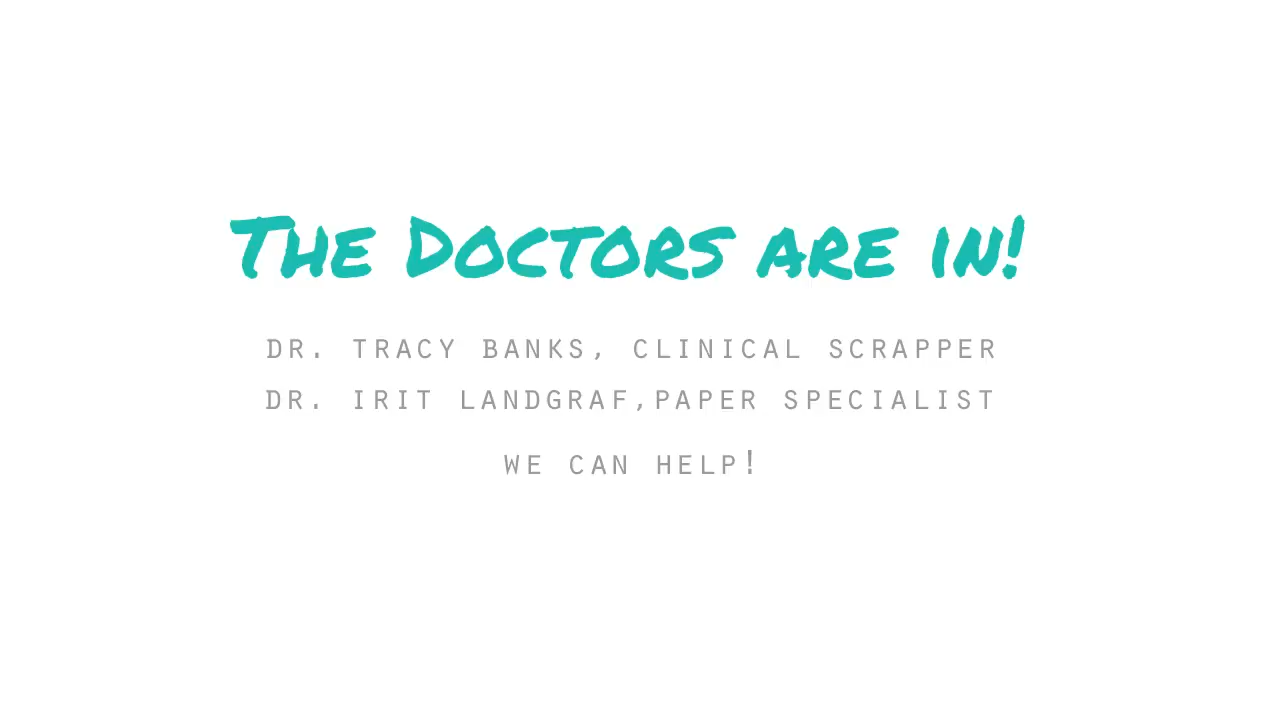 The Doctors are in!
DR. TRACY BANKS, CLINICAL SCRAPPER
DR. IRIT LANDGRAF,PAPER SPECIALIST
WE CAN HELP!